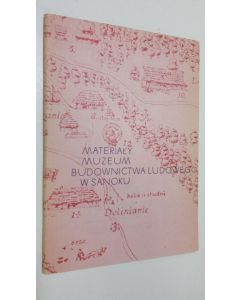 MATERIAŁY
MUZEUM
BUDOWNICTWA LUDOWEGO
W SANOKU
Dolinianie